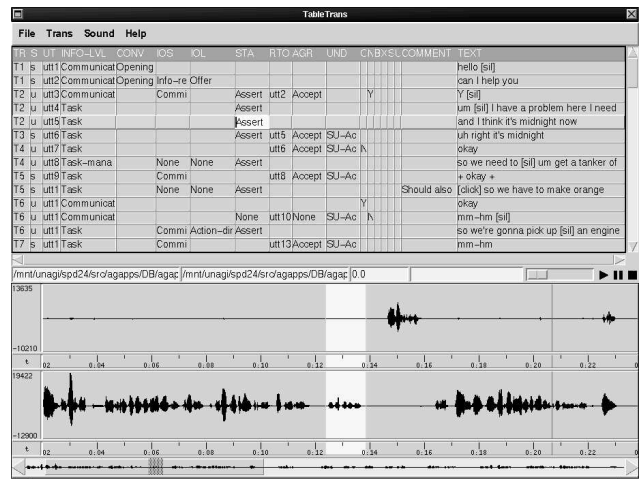 TableTrans
File Trans Sound Help
TR S UT INFO-LVL CONV IOS IOL STA RTO AGR UND COMMENT TEXT
T1 s utt1 Communicat Opening hello [sil]
T1 s utt2 Communicat Opening Info-re Offer can I help you
T2 u utt3 Communicat Commi Assert utt2 Accept Y Y [sil]
T2 u utt4 Task Assert um [sil] I have a problem here I need
T2 u utt5 Task Assert and I think it's midnight now
T3 s utt6 Task Assert utt5 Accept SU-Ac uh right it's midnight
T4 u utt7 Task utt6 Accept SU-Ac N okay
T4 u utt8 Task-mana None None Assert so we need to [sil] um get a tanker of
T5 s utt9 Task Commi utt8 Accept SU-Ac + okay +
T5 s utt1 Task None None Assert Should also [click] so we have to make orange
T6 u utt1 Communicat Y okay
T6 u utt1 Communicat None utt10 None SU-Ac N mm-hm [sil]
T6 u utt1 Task Commi Action-dir Assert so we're gonna pick up [sil] an engine
T7 s utt1 Task Commi utt13 Accept SU-Ac mm-hm
/mnt/unagi/spd24/src/agapps/DB/agap /mnt/unagi/spd24/src/agapps/DB/agap 0.0
13635
-10210
t 02 0:04 0:06 0:08 0:10 0:12 0:14 0:16 0:18 0:20 0:22 0
19422
-12900
t 02 0:04 0:06 0:08 0:10 0:12 0:14 0:16 0:18 0:20 0:22 0